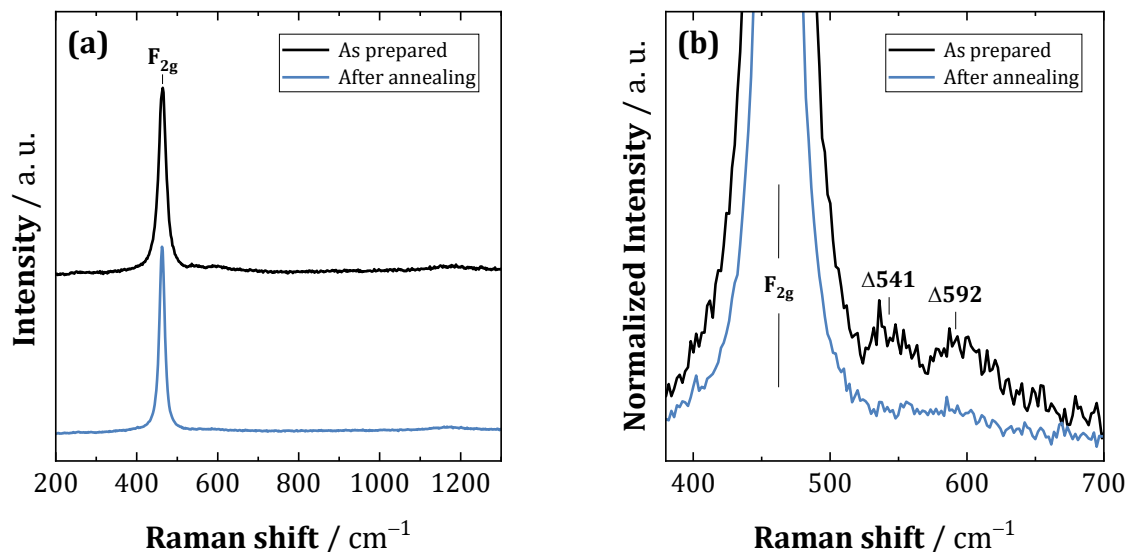 (a)
F2g
As prepared
After annealing
Intensity / a. u.
200 400 600 800 1000 1200
Raman shift / cm−1
(b)
As prepared
After annealing
Δ541
Δ592
F2g
Normalized Intensity / a. u.
400 500 600 700
Raman shift / cm−1